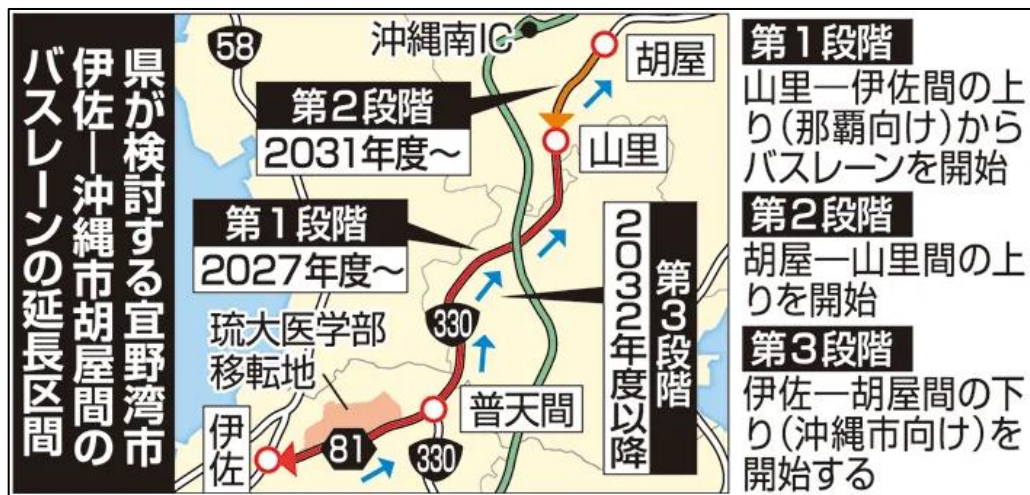 県が検討する宜野湾市
伊佐―沖縄市胡屋間の
バスレーンの延長区間
58
沖縄南IC
胡屋
第2段階
2031年度～
山里
第1段階
2027年度～
第3段階
2032年度以降
330
琉大医学部
移転地
普天間
伊佐
81
330
第1段階
山里―伊佐間の上
り(那覇向け)から
バスレーンを開始
第2段階
胡屋―山里間の上
りを開始
第3段階
伊佐―胡屋間の下
り(沖縄市向け)を
開始する